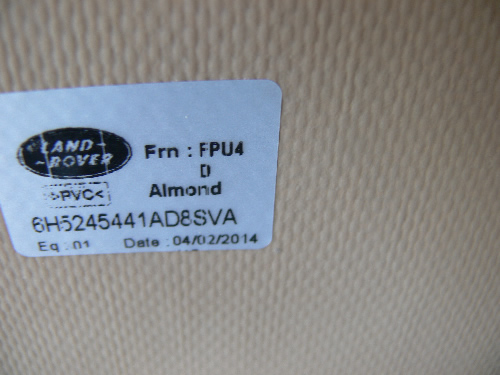 LAND-
-ROVER
Frn : FPU4
D
>PVC<
Almond
6H5245441AD8SVA
Eq : 01 Date : 04/02/2014